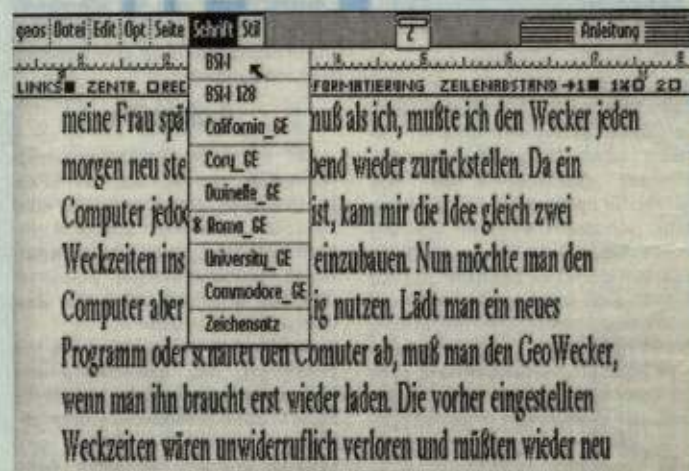 geos Datei Edit Opt Seite Schrift Stil 2 Anleitung
LINKS ZENTR. REC FORMATIERUNG ZEILENABSTAND →1 1½ 2
BSW
BSW 128
California_GE
Cory_GE
Dwinelle_GE
* Roma_GE
University_GE
Commodore_GE
Zeichensatz
meine Frau spät muß als ich, mußte ich den Wecker jeden
morgen neu ste bend wieder zurückstellen. Da ein
Computer jedoc ist, kam mir die Idee gleich zwei
Weckzeiten ins einzubauen. Nun möchte man den
Computer aber ig nutzen. Lädt man ein neues
Programm oder schaltet den Comuter ab, muß man den GeoWecker,
wenn man ihn braucht erst wieder laden. Die vorher eingestellten
Weckzeiten wären unwiderruflich verloren und müßten wieder neu